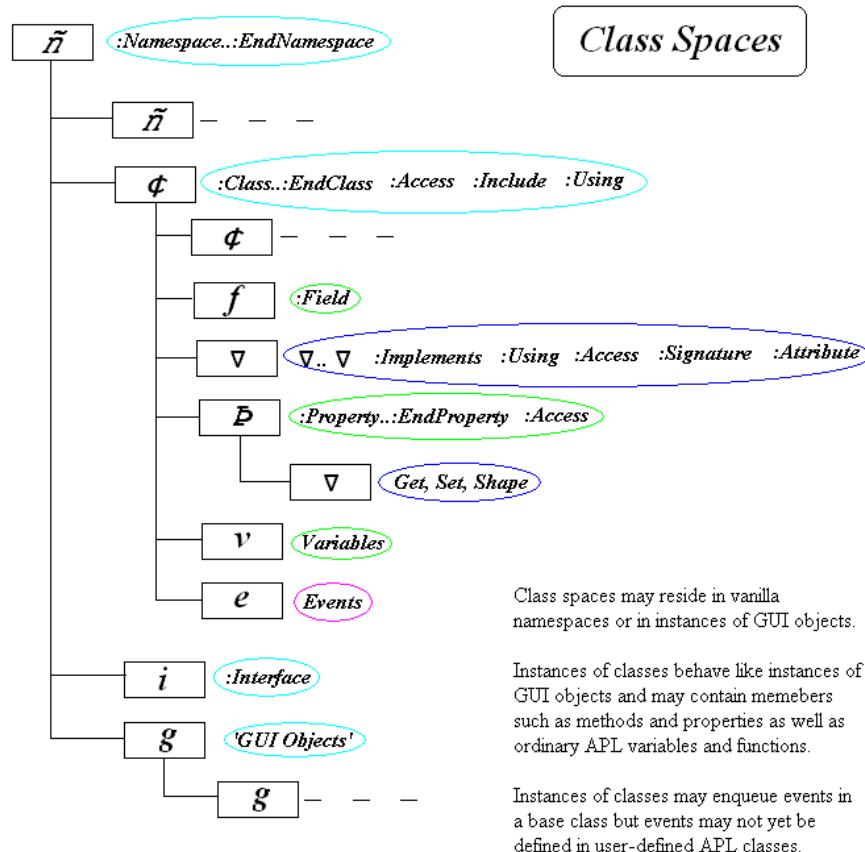 Class Spaces
ñ :Namespace..:EndNamespace
ñ
¢ :Class..:EndClass :Access :Include :Using
¢
f :Field
∇ ∇.. ∇ :Implements :Using :Access :Signature :Attribute
Þ :Property..:EndProperty :Access
∇ Get, Set, Shape
v Variables
e Events
i :Interface
g 'GUI Objects'
g
Class spaces may reside in vanilla
namespaces or in instances of GUI objects.
Instances of classes behave like instances of
GUI objects and may contain memebers
such as methods and properties as well as
ordinary APL variables and functions.
Instances of classes may enqueue events in
a base class but events may not yet be
defined in user-defined APL classes.